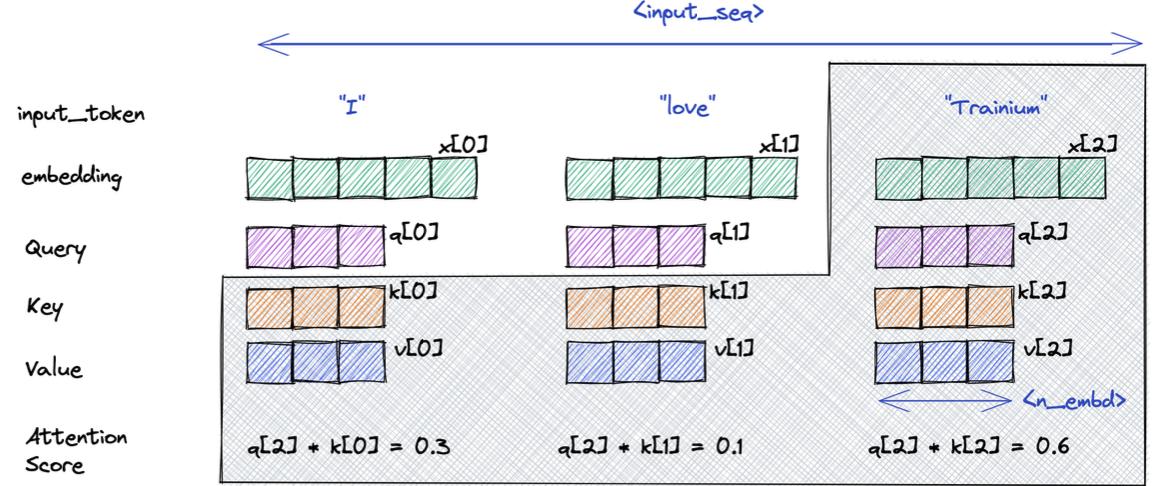 <input_seq>
input_token "I" "love" "Trainium"
x[0] x[1] x[2]
embedding
Query q[0] q[1] q[2]
Key k[0] k[1] k[2]
Value v[0] v[1] v[2]
<n_embd>
Attention
Score
q[2] * k[0] = 0.3 q[2] * k[1] = 0.1 q[2] * k[2] = 0.6